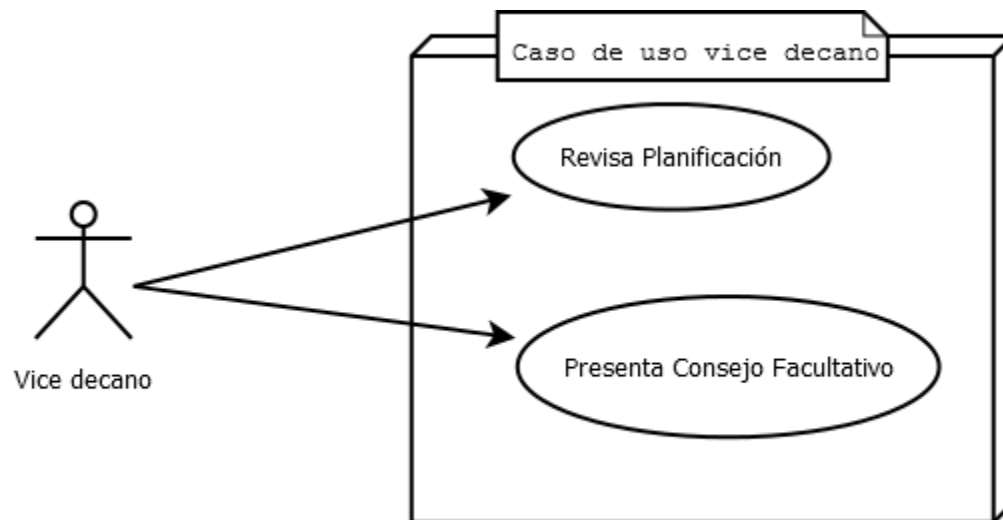 Caso de uso vice decano
Revisa Planificación
Presenta Consejo Facultativo
Vice decano